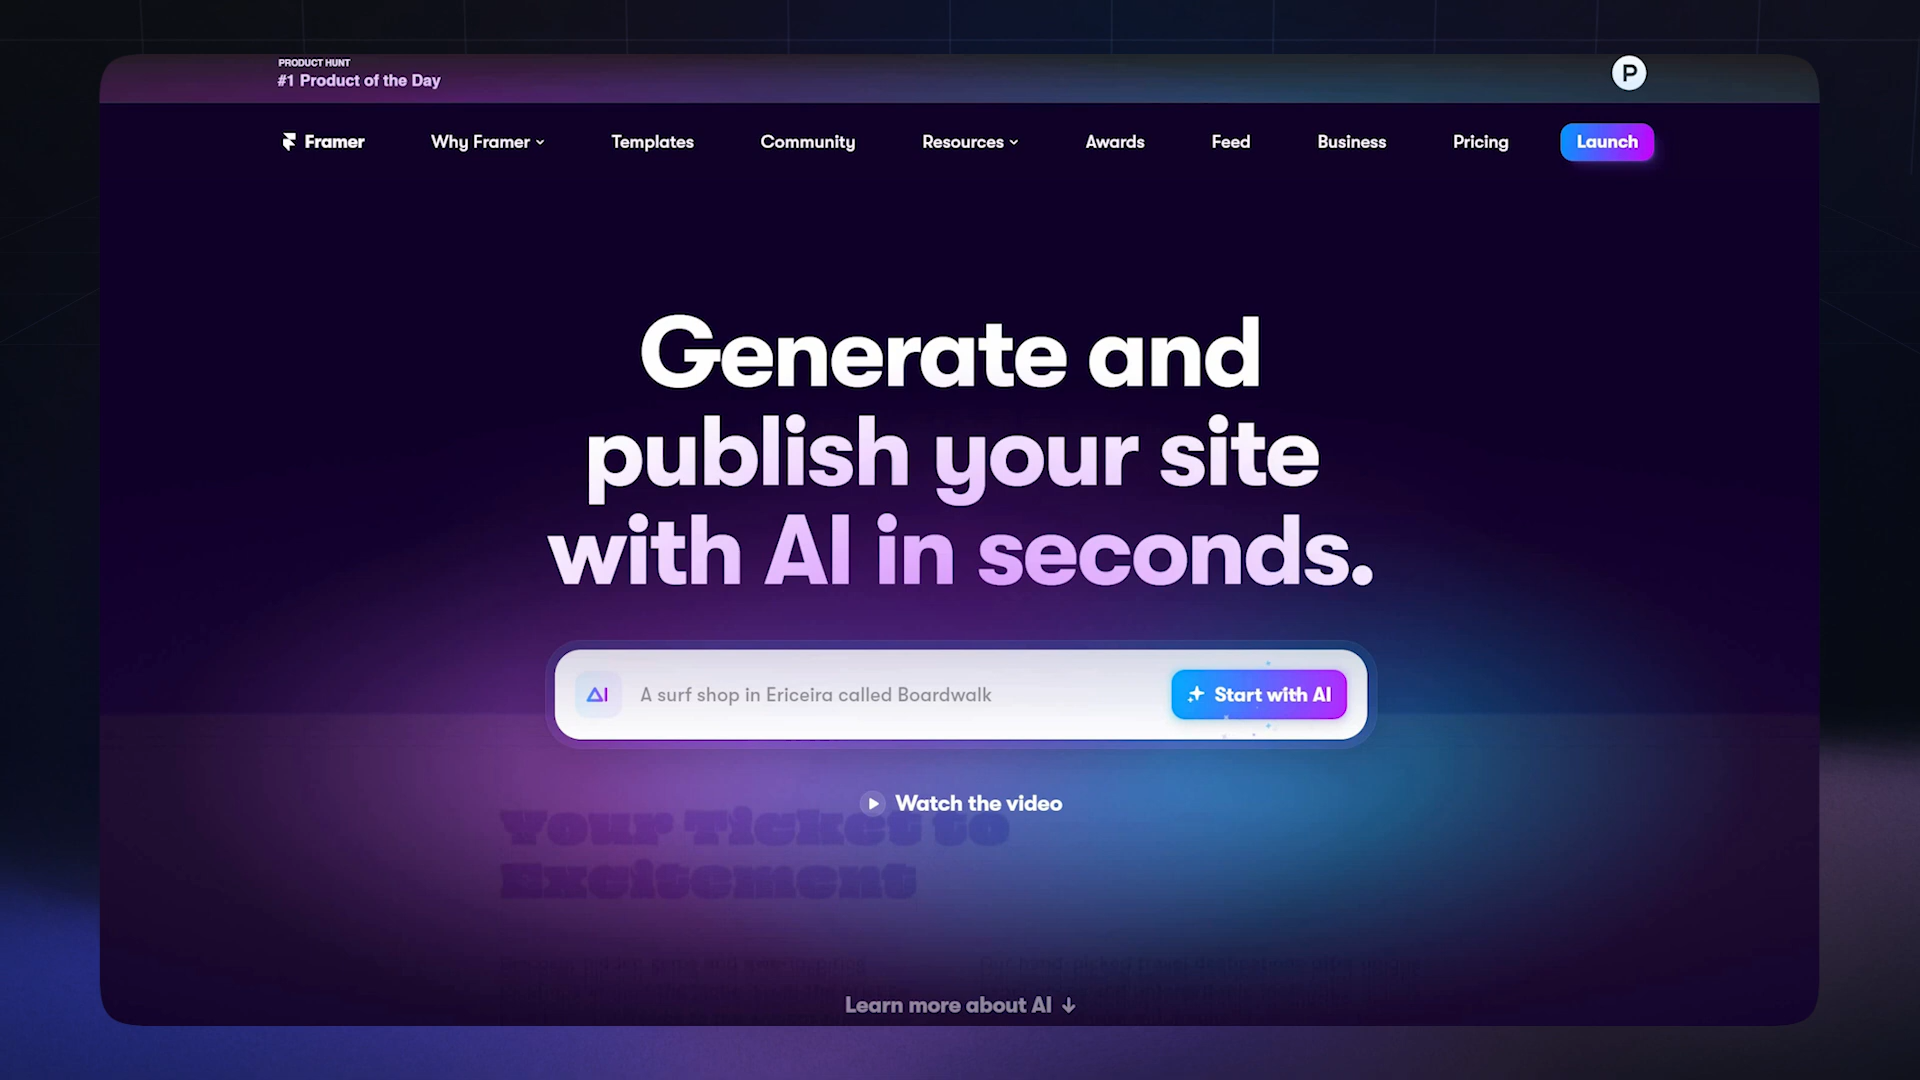 PRODUCT HUNT
#1 Product of the Day
P
Framer
Why Framer
Templates
Community
Resources
Awards
Feed
Business
Pricing
Launch
Generate and
publish your site
with AI in seconds.
AI
A surf shop in Ericeira called Boardwalk
Start with AI
Watch the video
Your Ticket to
Excitement
Learn more about AI ↓